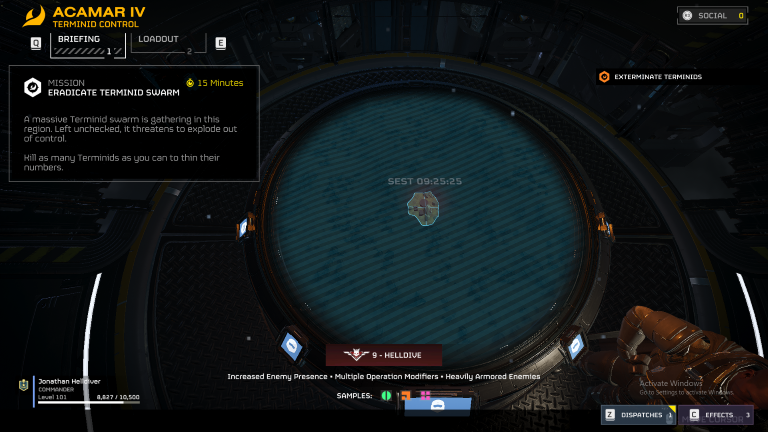 ACAMAR IV
TERMINID CONTROL
SOCIAL 0
Q
BRIEFING
1
LOADOUT
2
E
MISSION
15 Minutes
ERADICATE TERMINID SWARM
A massive Terminid swarm is gathering in this
region. Left unchecked, it threatens to explode out
of control.
Kill as many Terminids as you can to thin their
numbers.
EXTERMINATE TERMINIDS
SEST 09:25:25
9 - HELLDIVE
Increased Enemy Presence • Multiple Operation Modifiers • Heavily Armored Enemies
SAMPLES:
Jonathan Helldiver
COMMANDER
Level 101
8,827 / 10,500
Activate Windows
Go to Settings to activate Windows.
Z DISPATCHES 1
C EFFECTS 3
CURSOR